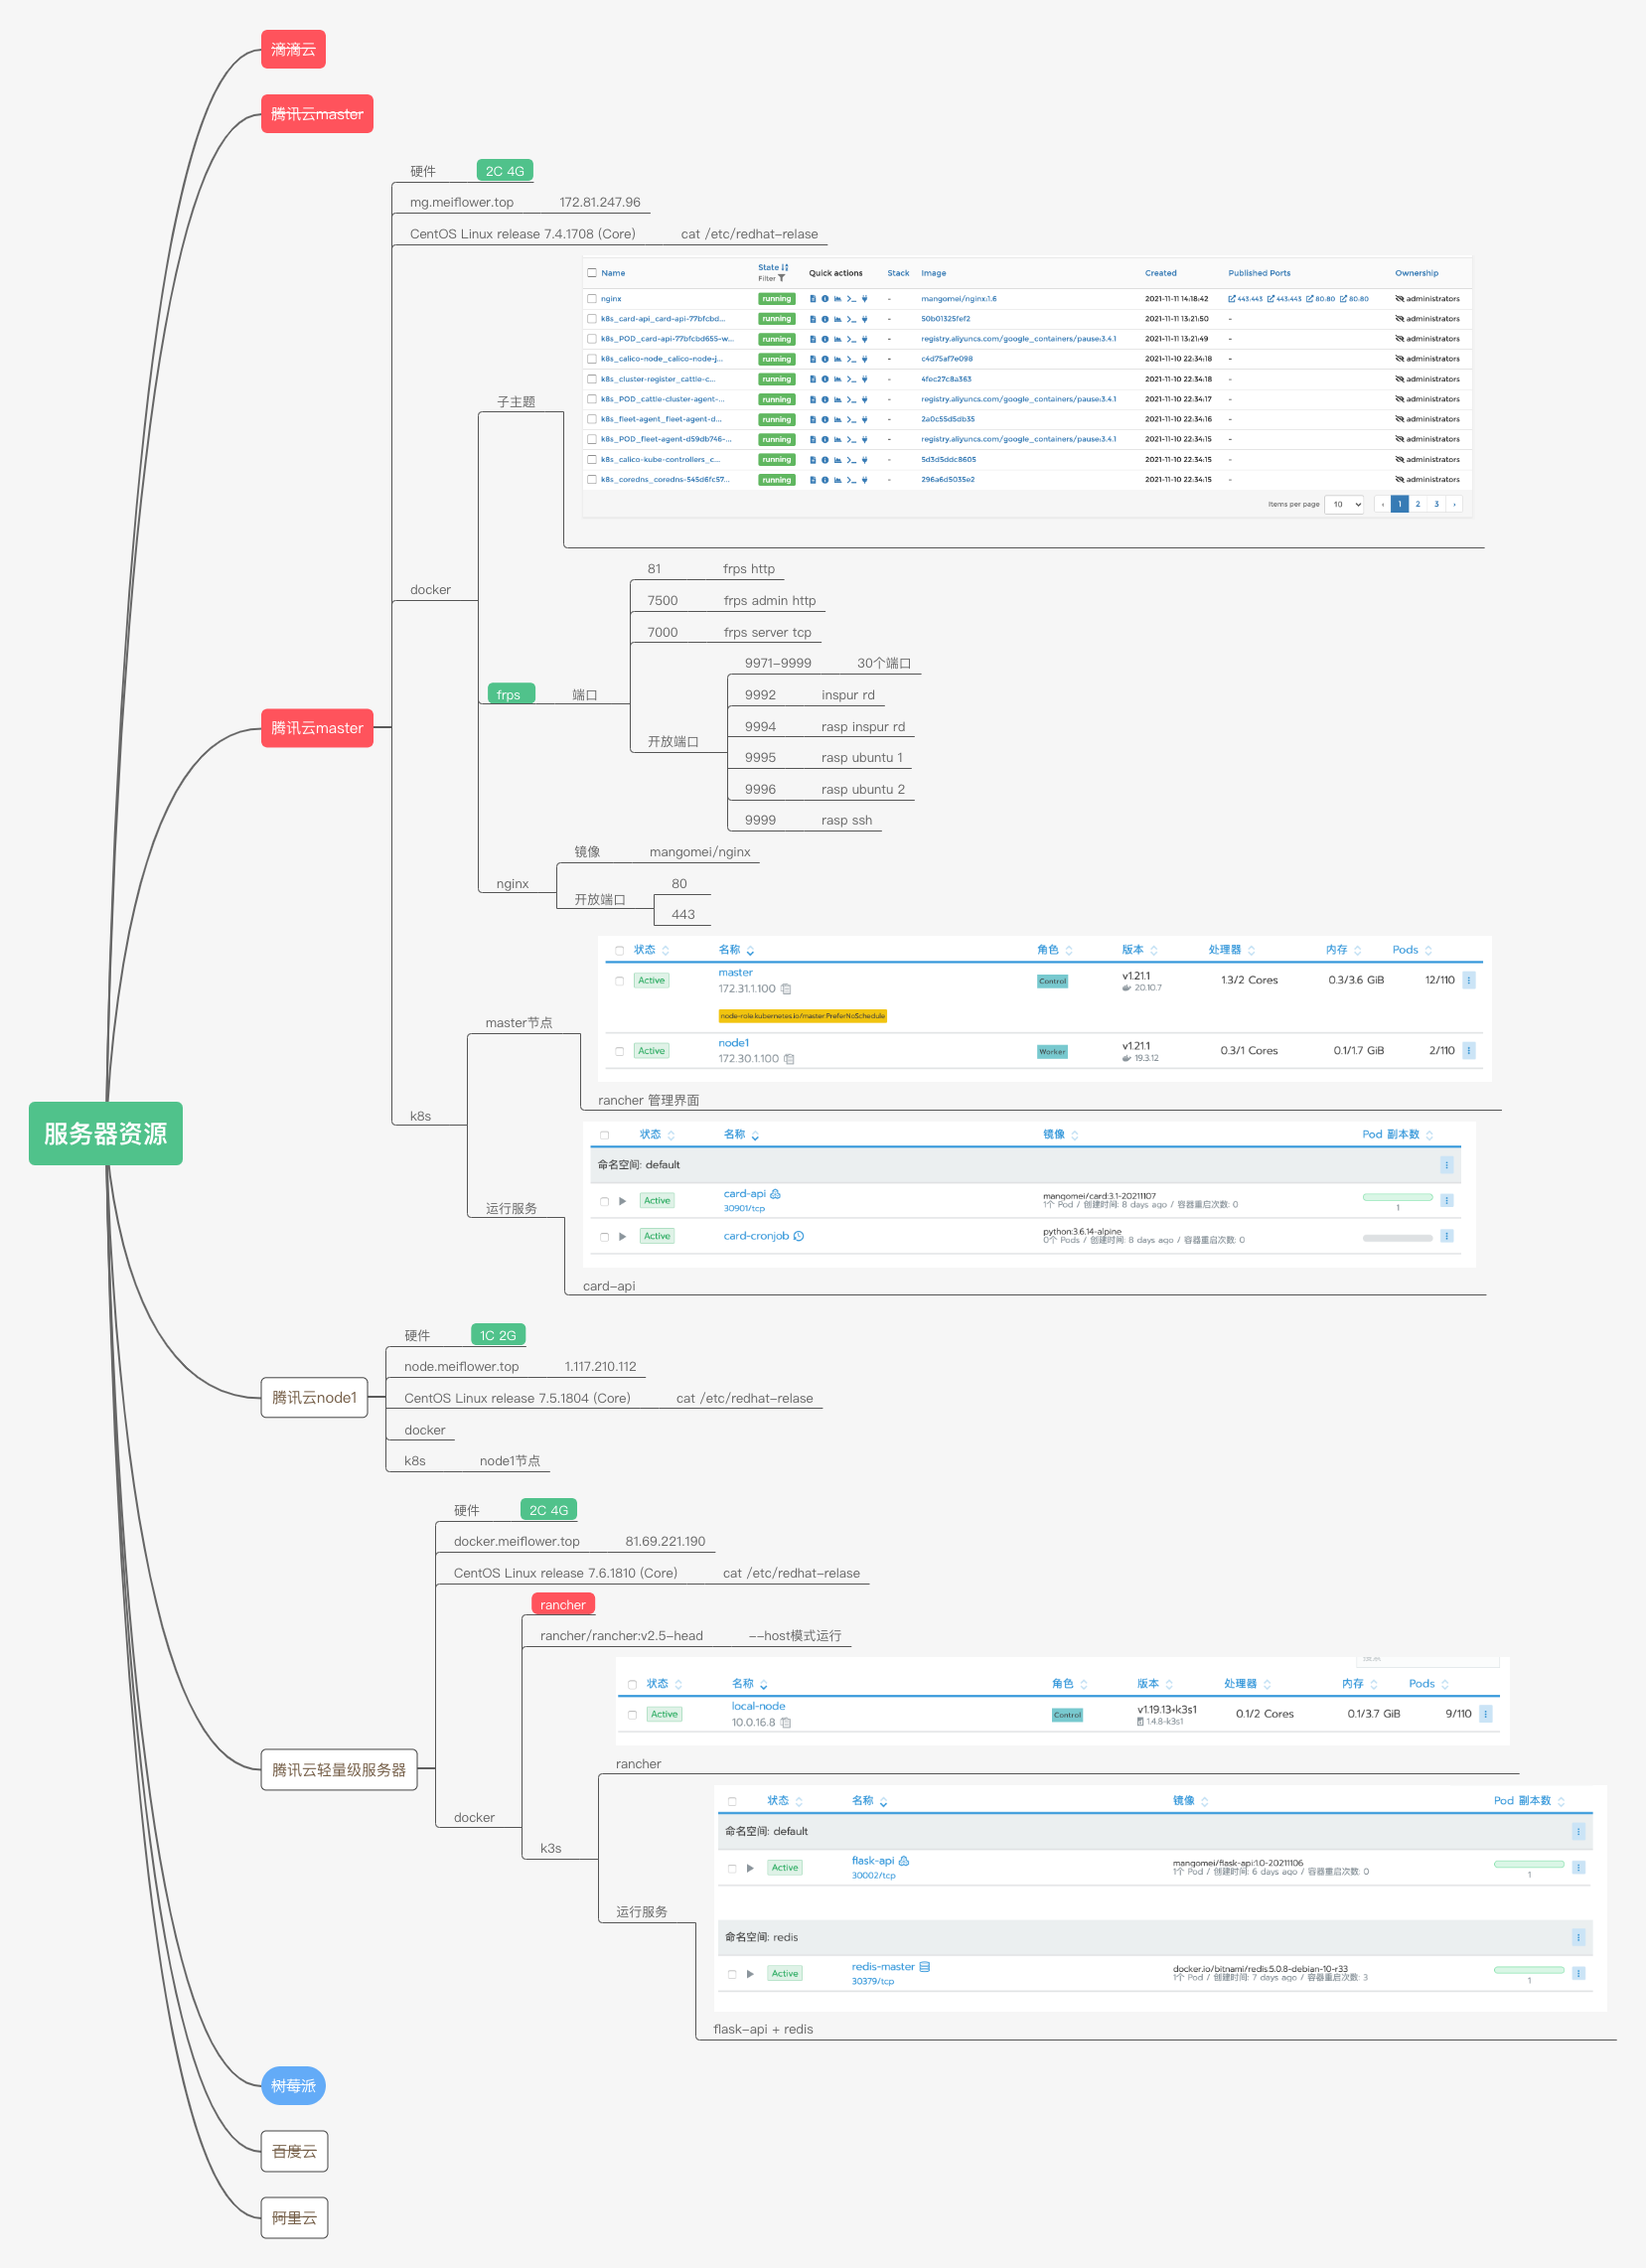 滴滴云
腾讯云master
硬件 2C 4G
mg.meiflower.top 172.81.247.96
CentOS Linux release 7.4.1708 (Core) cat /etc/redhat-relase
Name State Filter Quick actions Stack Image Created Published Ports Ownership
nginx running - mangomei/nginx:1.6 2021-11-11 14:18:42 443:443 443:443 80:80 80:80 administrators
k8s_card-api_card-api-77bfcbd... running - 50b01325fef2 2021-11-11 13:21:50 - administrators
k8s_POD_card-api-77bfcbd655-w... running - registry.aliyuncs.com/google_containers/pause:3.4.1 2021-11-11 13:21:49 - administrators
k8s_calico-node_calico-node-j... running - c4d75af7e098 2021-11-10 22:34:18 - administrators
k8s_cluster-register_cattle-c... running - 4fec27c8a363 2021-11-10 22:34:18 - administrators
k8s_POD_cattle-cluster-agent-... running - registry.aliyuncs.com/google_containers/pause:3.4.1 2021-11-10 22:34:17 - administrators
k8s_fleet-agent_fleet-agent-d... running - 2a0c55d5db35 2021-11-10 22:34:16 - administrators
k8s_POD_fleet-agent-d59db746-... running - registry.aliyuncs.com/google_containers/pause:3.4.1 2021-11-10 22:34:15 - administrators
k8s_calico-kube-controllers_c... running - 5d3d5ddc8605 2021-11-10 22:34:15 - administrators
k8s_coredns_coredns-545d6fc57... running - 296a6d5035e2 2021-11-10 22:34:15 - administrators
Items per page 10 ‹ 1 2 3 ›
子主题
docker
81 frps http
7500 frps admin http
7000 frps server tcp
9971-9999 30个端口
9992 inspur rd
frps 端口
9994 rasp inspur rd
腾讯云master
开放端口
9995 rasp ubuntu 1
9996 rasp ubuntu 2
9999 rasp ssh
镜像 mangomei/nginx
nginx
80
开放端口
443
状态 名称 角色 版本 处理器 内存 Pods
Active master Control v1.21.1 1.3/2 Cores 0.3/3.6 GiB 12/110
172.31.1.100 20.10.7
node-role.kubernetes.io/master:PreferNoSchedule
master节点
Active node1 Worker v1.21.1 0.3/1 Cores 0.1/1.7 GiB 2/110
172.30.1.100 19.3.12
rancher 管理界面
k8s
服务器资源
状态 名称 镜像 Pod 副本数
命名空间: default
Active card-api mangomei/card:3.1-20211107
30901/tcp 1个 Pod / 创建时间: 8 days ago / 容器重启次数: 0 1
运行服务
Active card-cronjob python:3.6.14-alpine
0个 Pods / 创建时间: 8 days ago / 容器重启次数: 0
card-api
硬件 1C 2G
node.meiflower.top 1.117.210.112
腾讯云node1
CentOS Linux release 7.5.1804 (Core) cat /etc/redhat-relase
docker
k8s node1节点
硬件 2C 4G
docker.meiflower.top 81.69.221.190
CentOS Linux release 7.6.1810 (Core) cat /etc/redhat-relase
rancher
rancher/rancher:v2.5-head --host模式运行
状态 名称 角色 版本 处理器 内存 Pods
Active local-node Control v1.19.13+k3s1 0.1/2 Cores 0.1/3.7 GiB 9/110
10.0.16.8 1.4.8-k3s1
rancher
腾讯云轻量级服务器
docker
k3s
状态 名称 镜像 Pod 副本数
命名空间: default
Active flask-api mangomei/flask-api:1.0-20211106
30002/tcp 1个 Pod / 创建时间: 6 days ago / 容器重启次数: 0 1
运行服务
命名空间: redis
Active redis-master docker.io/bitnami/redis:5.0.8-debian-10-r33
30379/tcp 1个 Pod / 创建时间: 7 days ago / 容器重启次数: 3 1
flask-api + redis
树莓派
百度云
阿里云